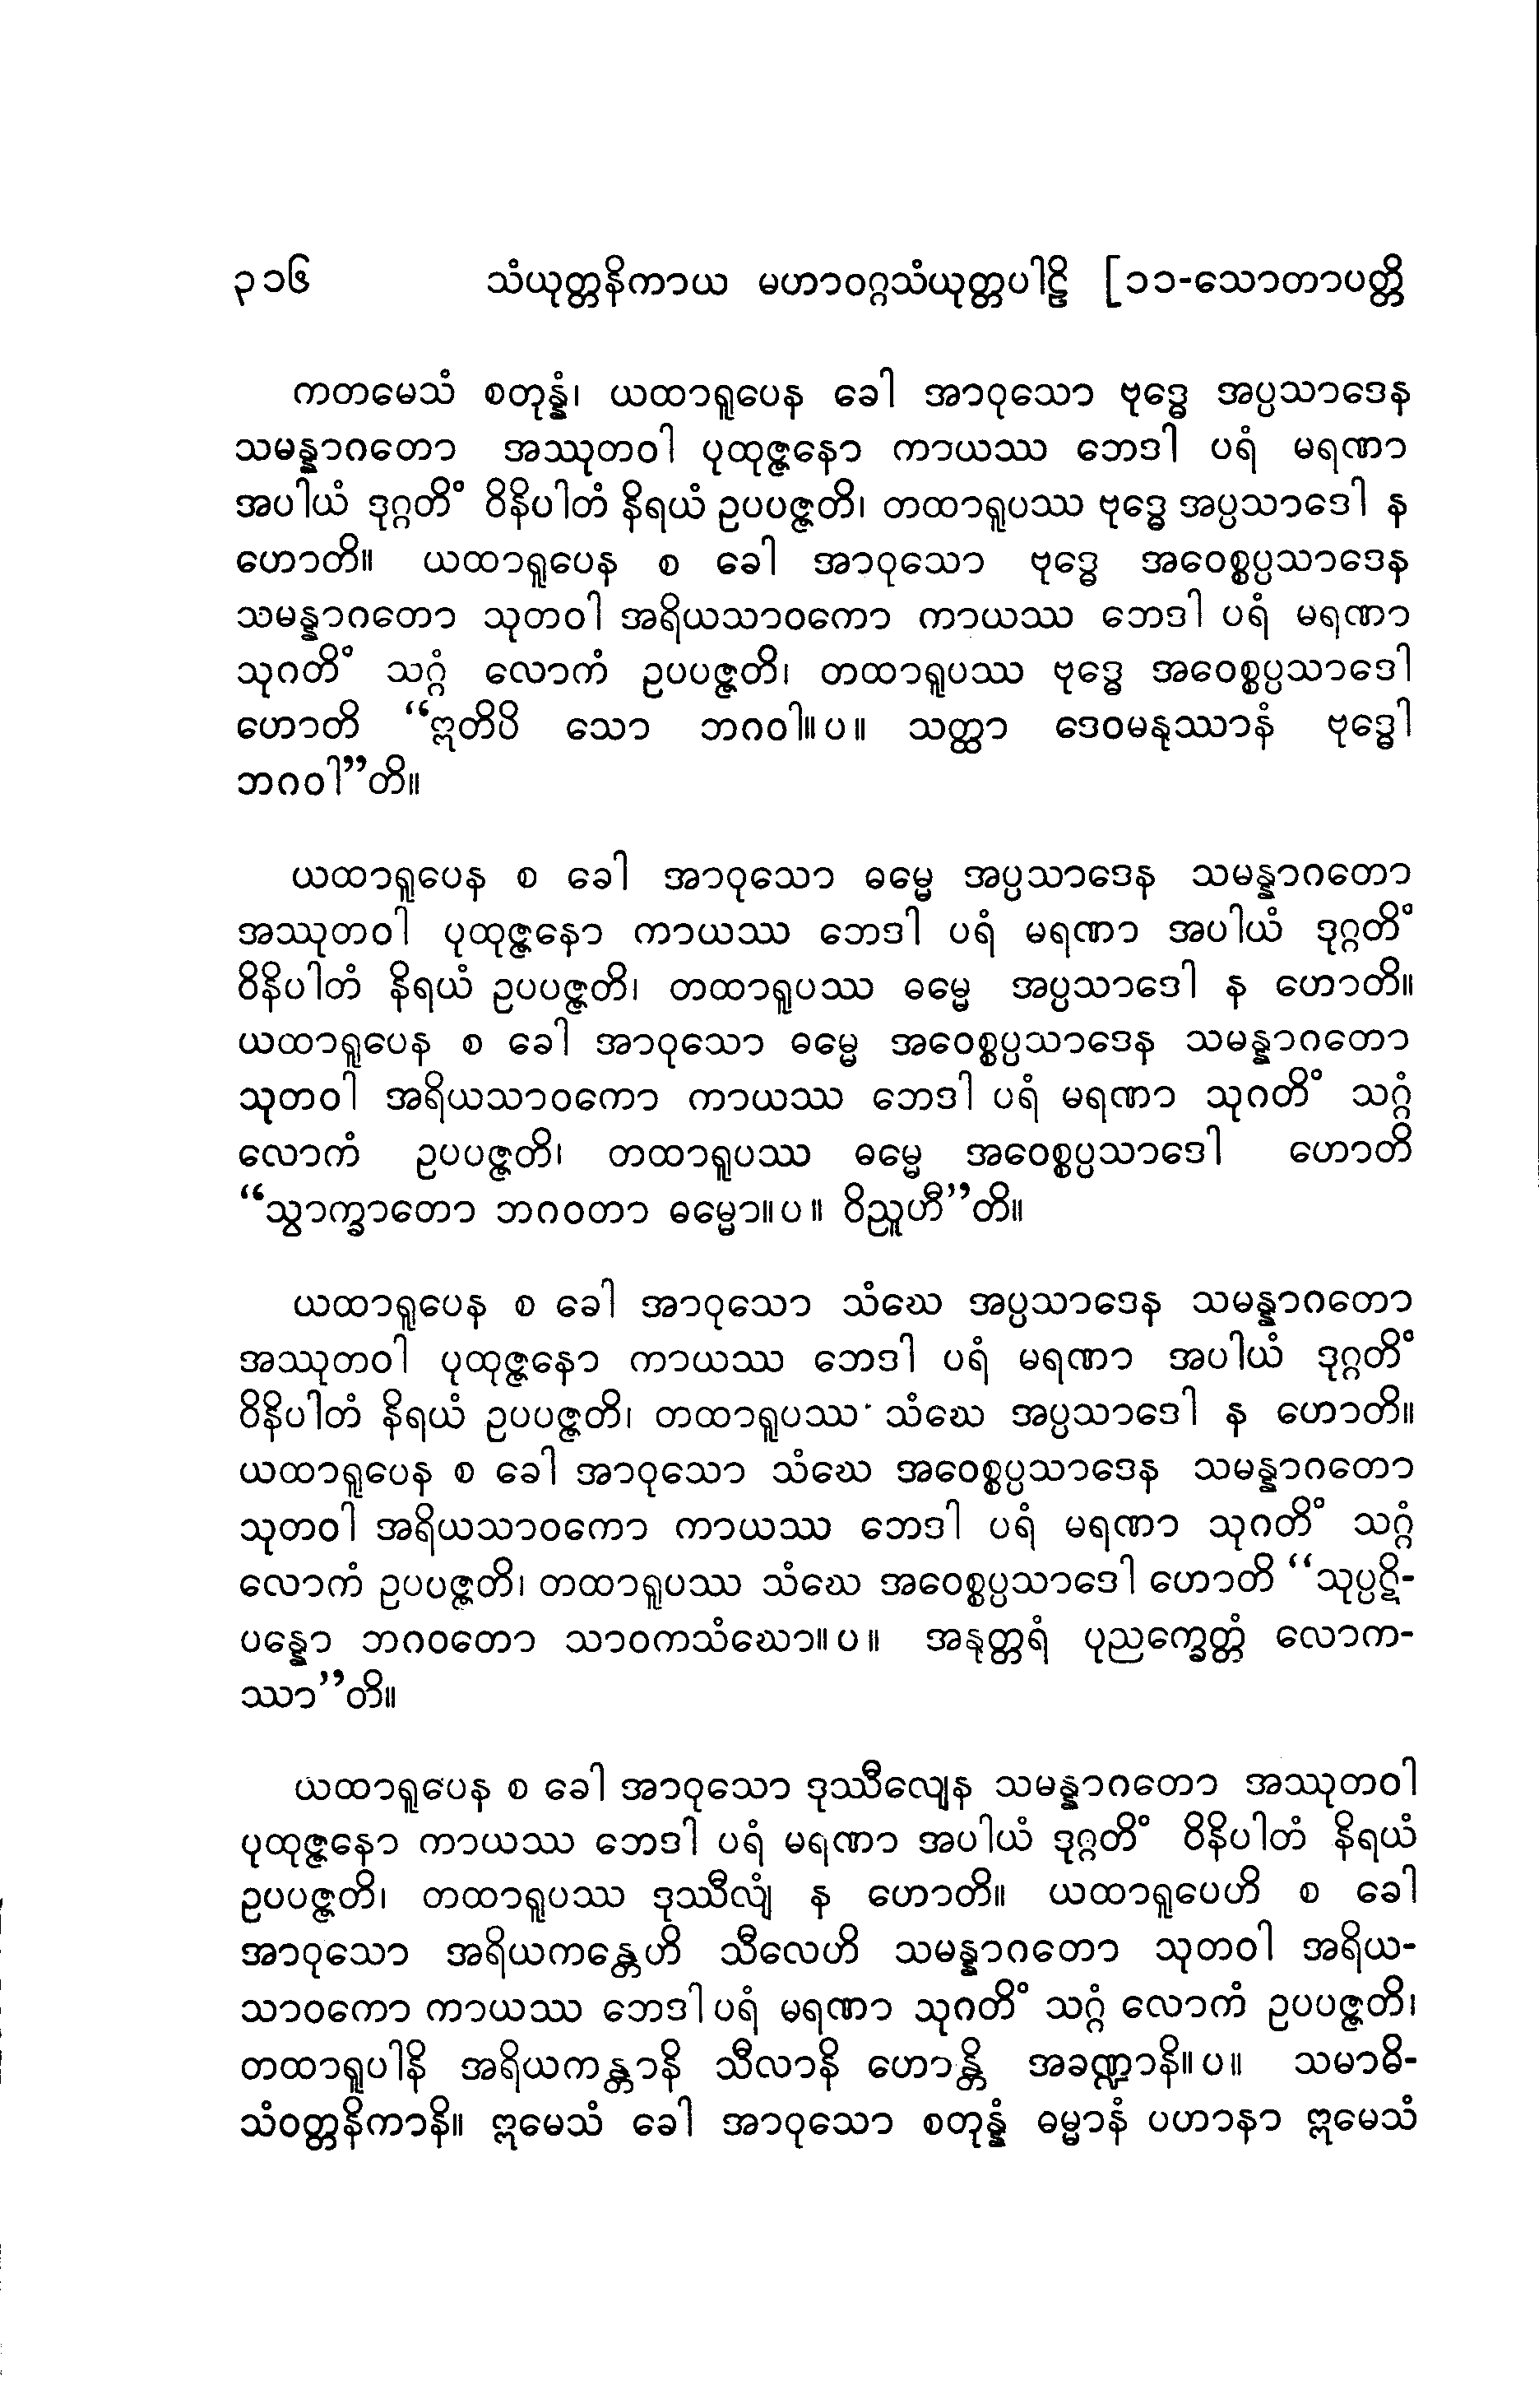 ၃၁၆ သံယုတ္တနိကာယ မဟာဝဂ္ဂသံယုတ္တပါဠိ [၁၁-သောတာပတ္တိ
ကတမေသံ စတုန္နံ၊ ယထာရူပေန ခေါ အာဝုသော ဗုဒ္ဓေ အပ္ပသာဒေန
သမန္နာဂတော အဿုတဝါ ပုထုဇ္ဇနော ကာယဿ ဘေဒါ ပရံ မရဏာ
အပါယံ ဒုဂ္ဂတိံ ဝိနိပါတံ နိရယံ ဥပပဇ္ဇတိ၊ တထာရူပဿ ဗုဒ္ဓေ အပ္ပသာဒေါ န
ဟောတိ။ ယထာရူပေန စ ခေါ အာဝုသော ဗုဒ္ဓေ အဝေစ္စပ္ပသာဒေန
သမန္နာဂတော သုတဝါ အရိယသာဝကော ကာယဿ ဘေဒါ ပရံ မရဏာ
သုဂတိံ သဂ္ဂံ လောကံ ဥပပဇ္ဇတိ၊ တထာရူပဿ ဗုဒ္ဓေ အဝေစ္စပ္ပသာဒေါ
ဟောတိ “ဣတိပိ သော ဘဂဝါ။ပ။ သတ္ထာ ဒေဝမနုဿာနံ ဗုဒ္ဓေါ
ဘဂဝါ”တိ။
ယထာရူပေန စ ခေါ အာဝုသော ဓမ္မေ အပ္ပသာဒေန သမန္နာဂတော
အဿုတဝါ ပုထုဇ္ဇနော ကာယဿ ဘေဒါ ပရံ မရဏာ အပါယံ ဒုဂ္ဂတိံ
ဝိနိပါတံ နိရယံ ဥပပဇ္ဇတိ၊ တထာရူပဿ ဓမ္မေ အပ္ပသာဒေါ န ဟောတိ။
ယထာရူပေန စ ခေါ အာဝုသော ဓမ္မေ အဝေစ္စပ္ပသာဒေန သမန္နာဂတော
သုတဝါ အရိယသာဝကော ကာယဿ ဘေဒါ ပရံ မရဏာ သုဂတိံ သဂ္ဂံ
လောကံ ဥပပဇ္ဇတိ၊ တထာရူပဿ ဓမ္မေ အဝေစ္စပ္ပသာဒေါ ဟောတိ
“သွာက္ခာတော ဘဂဝတာ ဓမ္မော။ပ။ ဝိညူဟီ”တိ။
ယထာရူပေန စ ခေါ အာဝုသော သံဃေ အပ္ပသာဒေန သမန္နာဂတော
အဿုတဝါ ပုထုဇ္ဇနော ကာယဿ ဘေဒါ ပရံ မရဏာ အပါယံ ဒုဂ္ဂတိံ
ဝိနိပါတံ နိရယံ ဥပပဇ္ဇတိ၊ တထာရူပဿ သံဃေ အပ္ပသာဒေါ န ဟောတိ။
ယထာရူပေန စ ခေါ အာဝုသော သံဃေ အဝေစ္စပ္ပသာဒေန သမန္နာဂတော
သုတဝါ အရိယသာဝကော ကာယဿ ဘေဒါ ပရံ မရဏာ သုဂတိံ သဂ္ဂံ
လောကံ ဥပပဇ္ဇတိ၊ တထာရူပဿ သံဃေ အဝေစ္စပ္ပသာဒေါ ဟောတိ “သုပ္ပဋိ-
ပန္နော ဘဂဝတော သာဝကသံဃော။ပ။ အနုတ္တရံ ပုညက္ခေတ္တံ လောက-
ဿာ”တိ။
ယထာရူပေန စ ခေါ အာဝုသော ဒုဿီလျေန သမန္နာဂတော အဿုတဝါ
ပုထုဇ္ဇနော ကာယဿ ဘေဒါ ပရံ မရဏာ အပါယံ ဒုဂ္ဂတိံ ဝိနိပါတံ နိရယံ
ဥပပဇ္ဇတိ၊ တထာရူပဿ ဒုဿီလျံ န ဟောတိ။ ယထာရူပေဟိ စ ခေါ
အာဝုသော အရိယကန္တေဟိ သီလေဟိ သမန္နာဂတော သုတဝါ အရိယ-
သာဝကော ကာယဿ ဘေဒါ ပရံ မရဏာ သုဂတိံ သဂ္ဂံ လောကံ ဥပပဇ္ဇတိ၊
တထာရူပါနိ အရိယကန္တာနိ သီလာနိ ဟောန္တိ အခဏ္ဍာနိ။ပ။ သမာဓိ-
သံဝတ္တနိကာနိ။ ဣမေသံ ခေါ အာဝုသော စတုန္နံ ဓမ္မာနံ ပဟာနာ ဣမေသံ